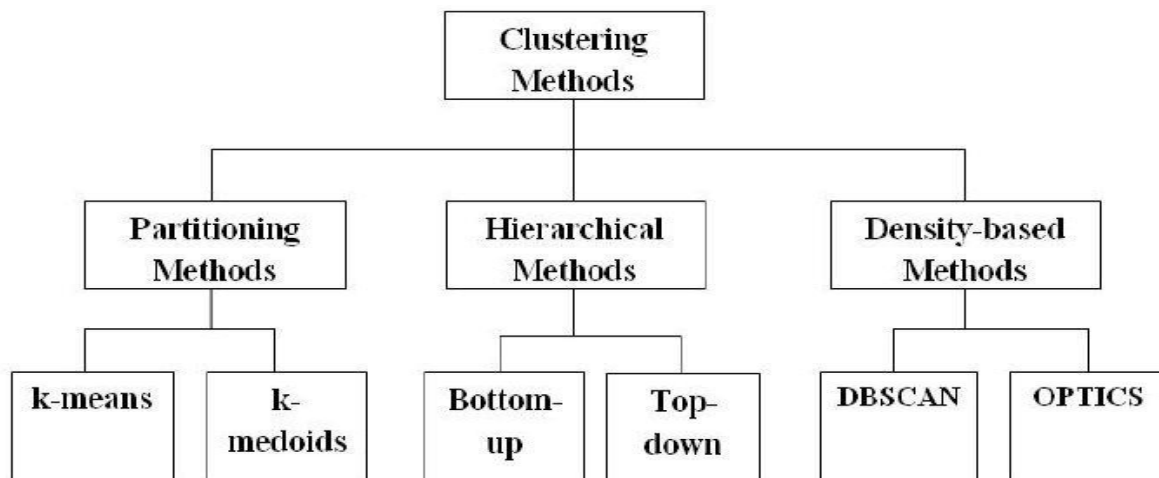 Clustering
Methods
Partitioning
Methods
Hierarchical
Methods
Density-based
Methods
k-means
k-
medoids
Bottom-
up
Top-
down
DBSCAN
OPTICS